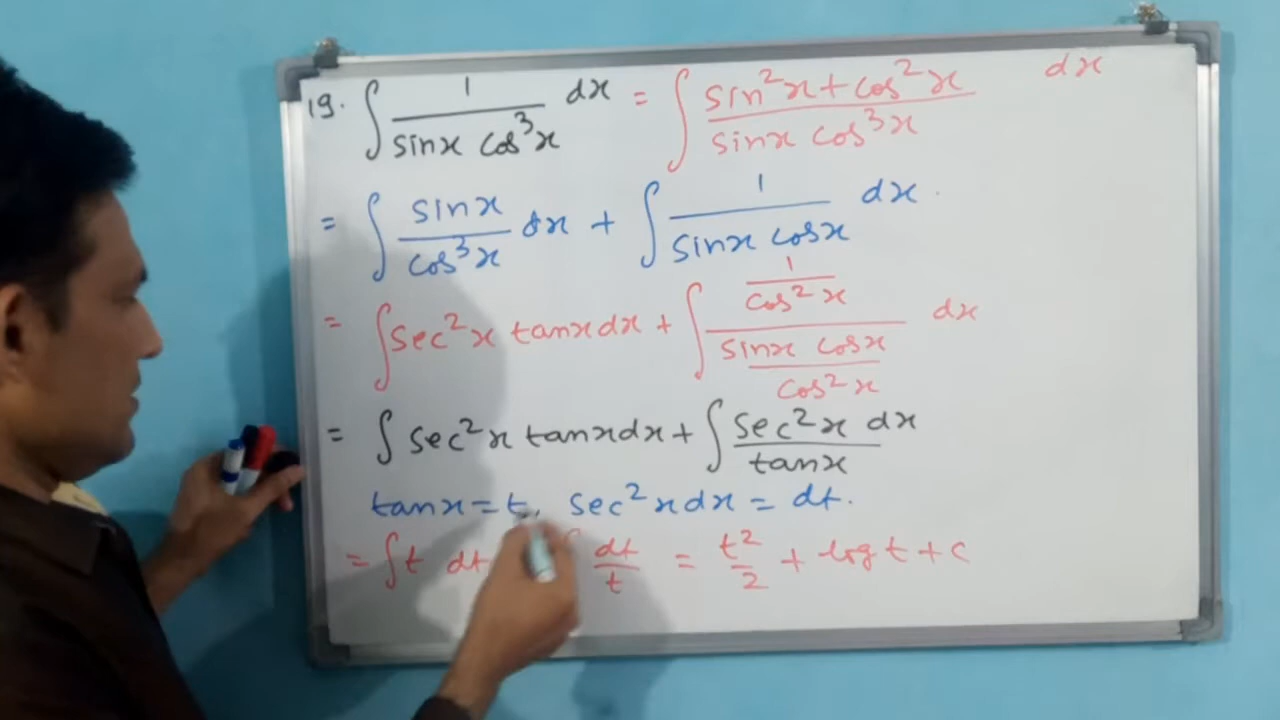 19. ∫ 1/(sinx cos³x) dx = ∫ (sin²x + cos²x)/(sinx cos³x) dx
= ∫ sinx/cos³x dx + ∫ 1/(sinx cosx) dx.
= ∫ sec²x tanx dx + ∫ (1/cos²x)/(sinx cosx/cos²x) dx
= ∫ sec²x tanx dx + ∫ sec²x dx/tanx
tanx = t, sec²x dx = dt.
= ∫ t dt ∫ dt/t = t²/2 + log t + c